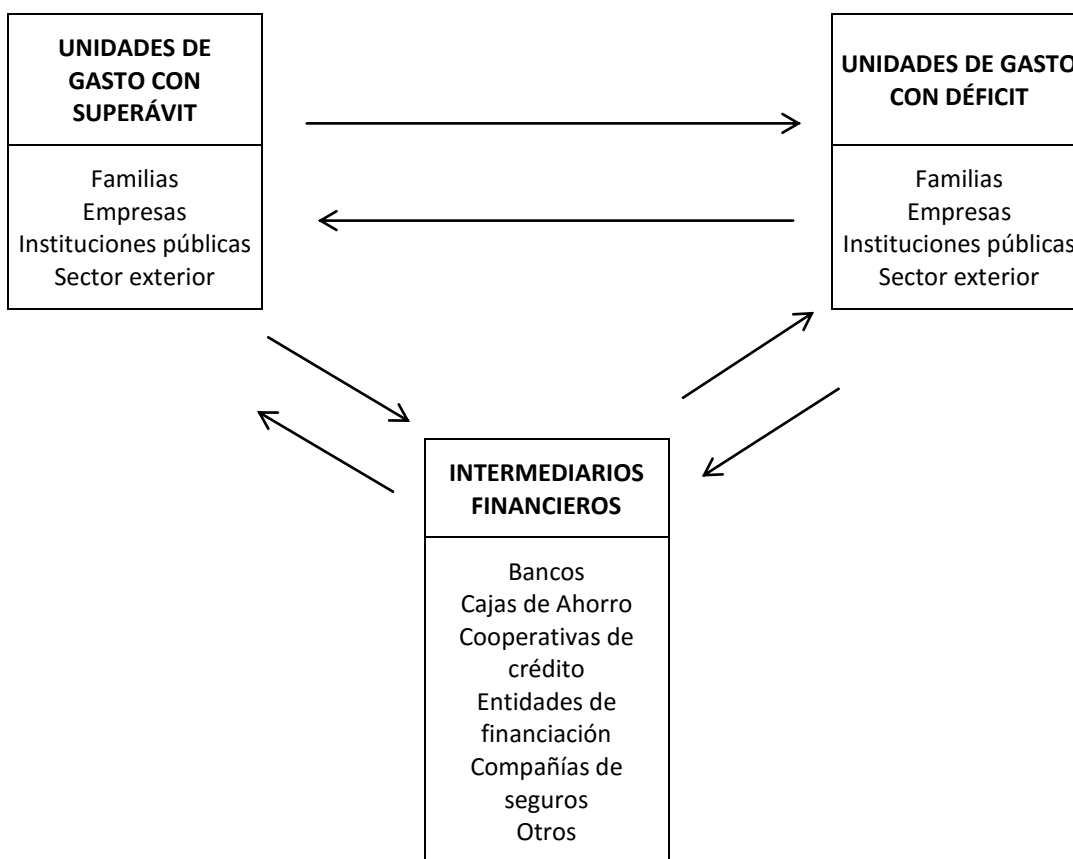 UNIDADES DE
GASTO CON
SUPERÁVIT
Familias
Empresas
Instituciones públicas
Sector exterior
UNIDADES DE GASTO
CON DÉFICIT
Familias
Empresas
Instituciones públicas
Sector exterior
INTERMEDIARIOS
FINANCIEROS
Bancos
Cajas de Ahorro
Cooperativas de
crédito
Entidades de
financiación
Compañías de
seguros
Otros